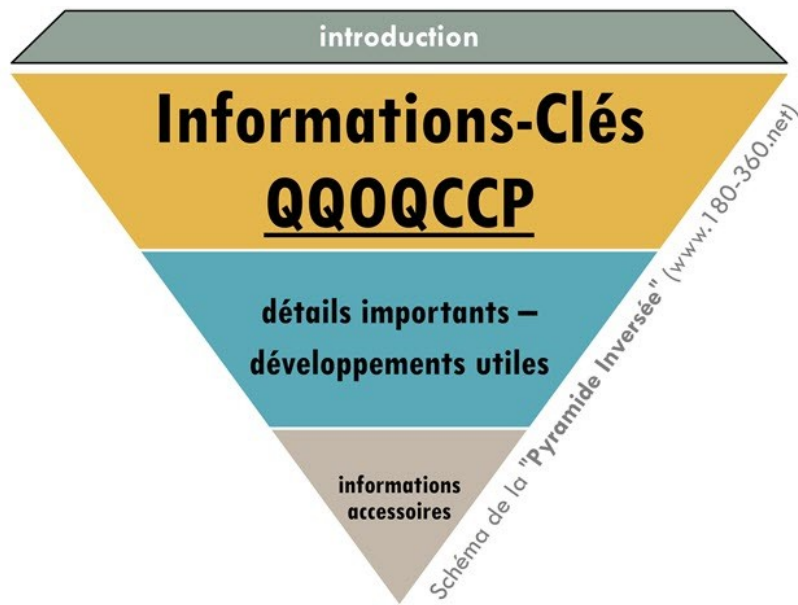 introduction
Informations-Clés
QQOQCCP
détails importants –
développements utiles
informations
accessoires
Schéma de la "Pyramide Inversée" (www.180-360.net)